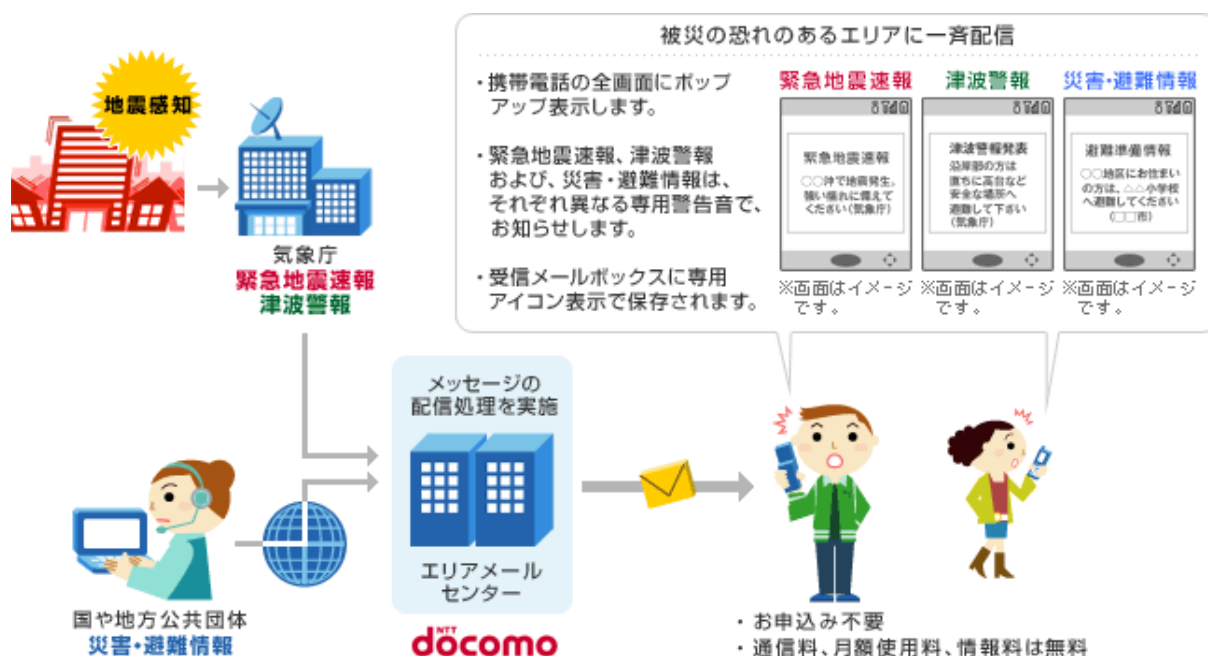 被災の恐れのあるエリアに一斉配信
・携帯電話の全画面にポップ
アップ表示します。
・緊急地震速報、津波警報
および、災害・避難情報は、
それぞれ異なる専用警告音で、
お知らせします。
・受信メールボックスに専用
アイコン表示で保存されます。
緊急地震速報
緊急地震速報
○○沖で地震発生。
強い揺れに備えて
ください(気象庁)
※画面はイメージ
です。
津波警報
津波警報発表
沿岸部の方は
直ちに高台など
安全な場所へ
避難して下さい
(気象庁)
※画面はイメージ
です。
災害・避難情報
避難準備情報
○○地区にお住まい
の方は、△△小学校
へ避難してください
(□□市)
※画面はイメージ
です。
地震感知
気象庁
緊急地震速報
津波警報
メッセージの
配信処理を実施
エリアメール
センター
NTT
docomo
国や地方公共団体
災害・避難情報
・お申込み不要
・通信料、月額使用料、情報料は無料